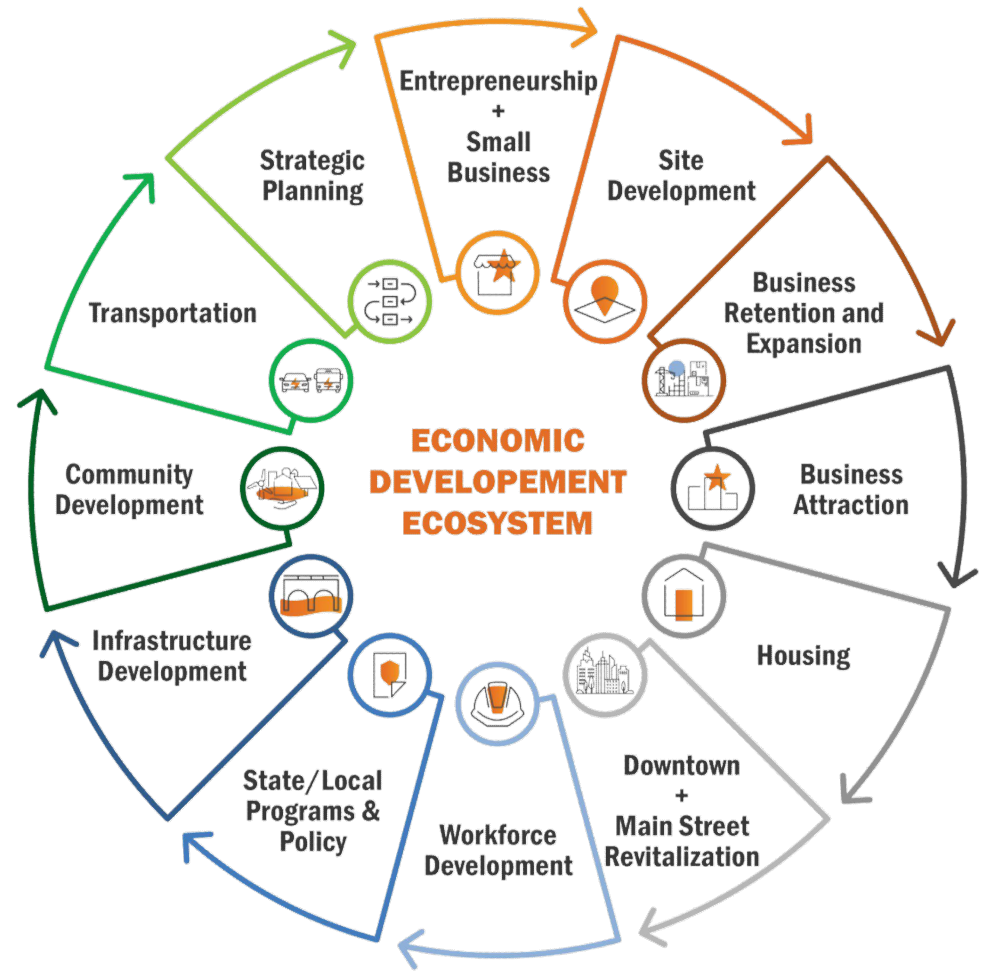 Entrepreneurship
+
Small
Business
Site
Development
Business
Retention and
Expansion
Business
Attraction
Housing
Downtown
+
Main Street
Revitalization
Workforce
Development
State/Local
Programs &
Policy
Infrastructure
Development
Community
Development
Transportation
Strategic
Planning
ECONOMIC
DEVELOPEMENT
ECOSYSTEM